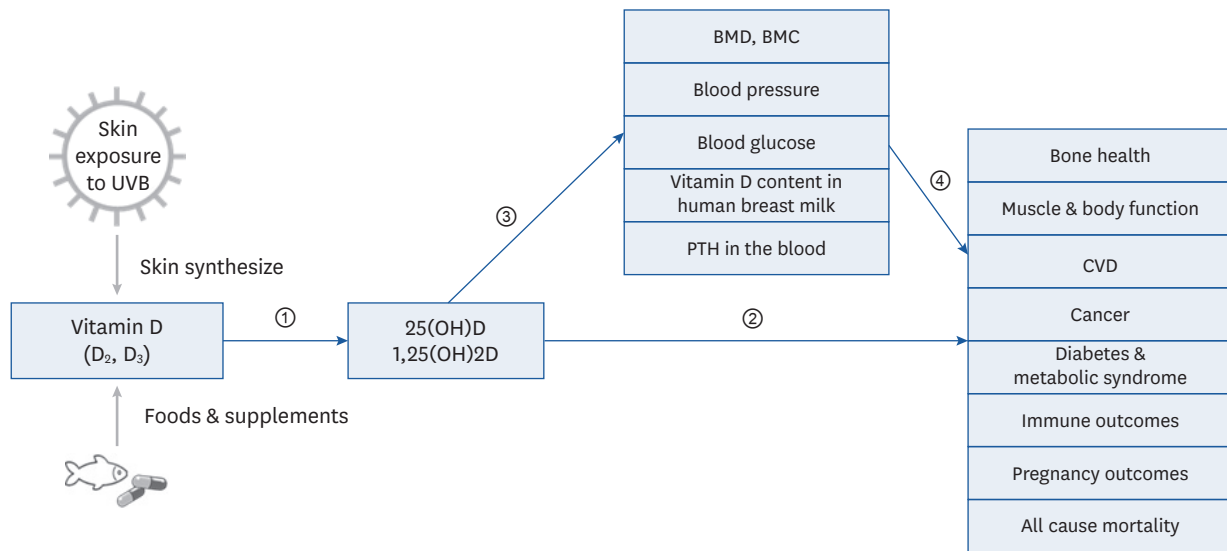 Skin
exposure
to UVB
Skin synthesize
Vitamin D
(D₂, D₃)
Foods & supplements
①
25(OH)D
1,25(OH)2D
③
②
BMD, BMC
Blood pressure
Blood glucose
Vitamin D content in
human breast milk
PTH in the blood
④
Bone health
Muscle & body function
CVD
Cancer
Diabetes &
metabolic syndrome
Immune outcomes
Pregnancy outcomes
All cause mortality